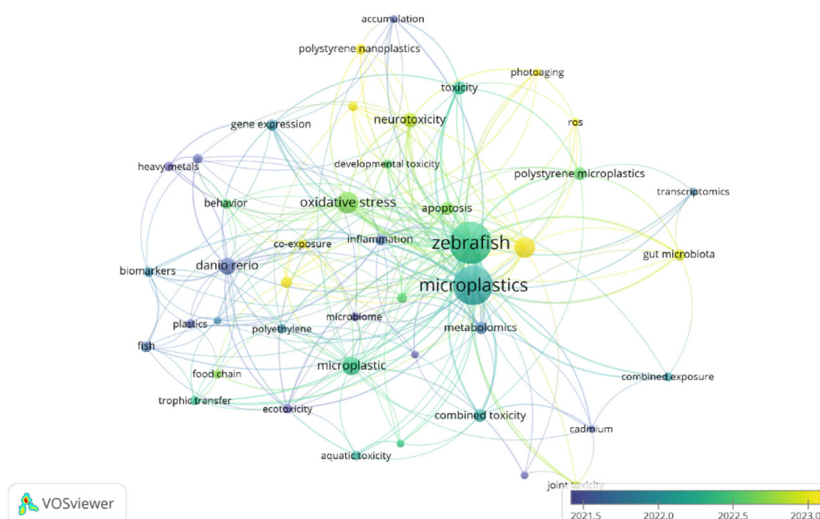 accumulation
polystyrene nanoplastics
photoaging
toxicity
neurotoxicity
ros
gene expression
developmental toxicity
heavy metals
polystyrene microplastics
transcriptomics
behavior
oxidative stress
apoptosis
zebrafish
co-exposure
inflammation
gut microbiota
danio rerio
biomarkers
microplastics
plastics
polyethylene
microbiome
metabolomics
fish
food chain
microplastic
combined exposure
trophic transfer
ecotoxicity
combined toxicity
cadmium
aquatic toxicity
joint toxicity
VOSviewer
2021.5 2022.0 2022.5 2023.0